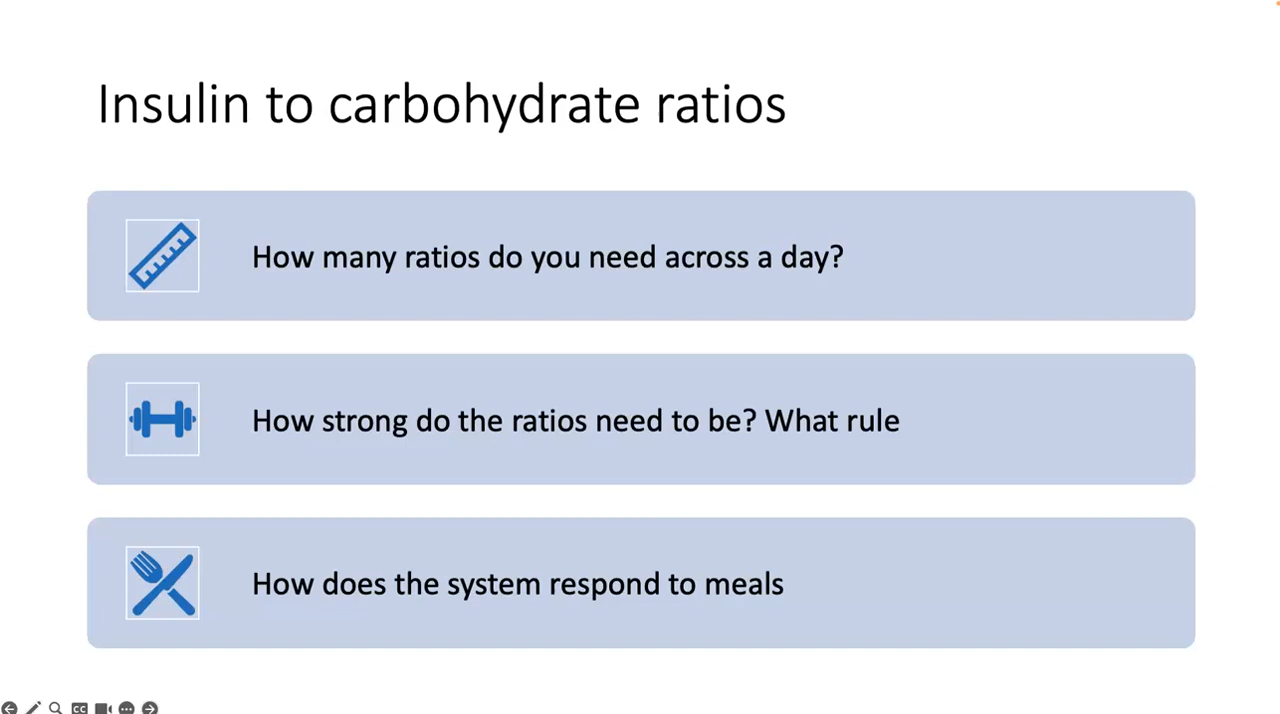 Insulin to carbohydrate ratios
How many ratios do you need across a day?
How strong do the ratios need to be? What rule
How does the system respond to meals
CC